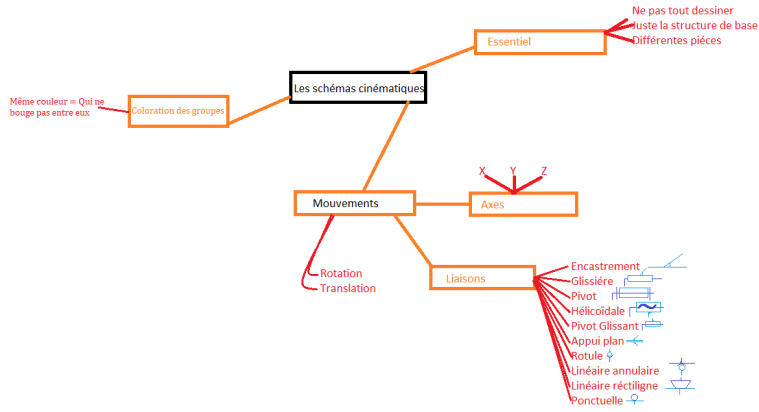 Les schémas cinématiques
Essentiel
Ne pas tout dessiner
Juste la structure de base
Différentes piéces
Coloration des groupes
Même couleur = Qui ne
bouge pas entre eux
Mouvements
Rotation
Translation
Axes
X
Y
Z
Liaisons
Encastrement
Glissiére
Pivot
Hélicoïdale
Pivot Glissant
Appui plan
Rotule
Linéaire annulaire
Linéaire réctiligne
Ponctuelle